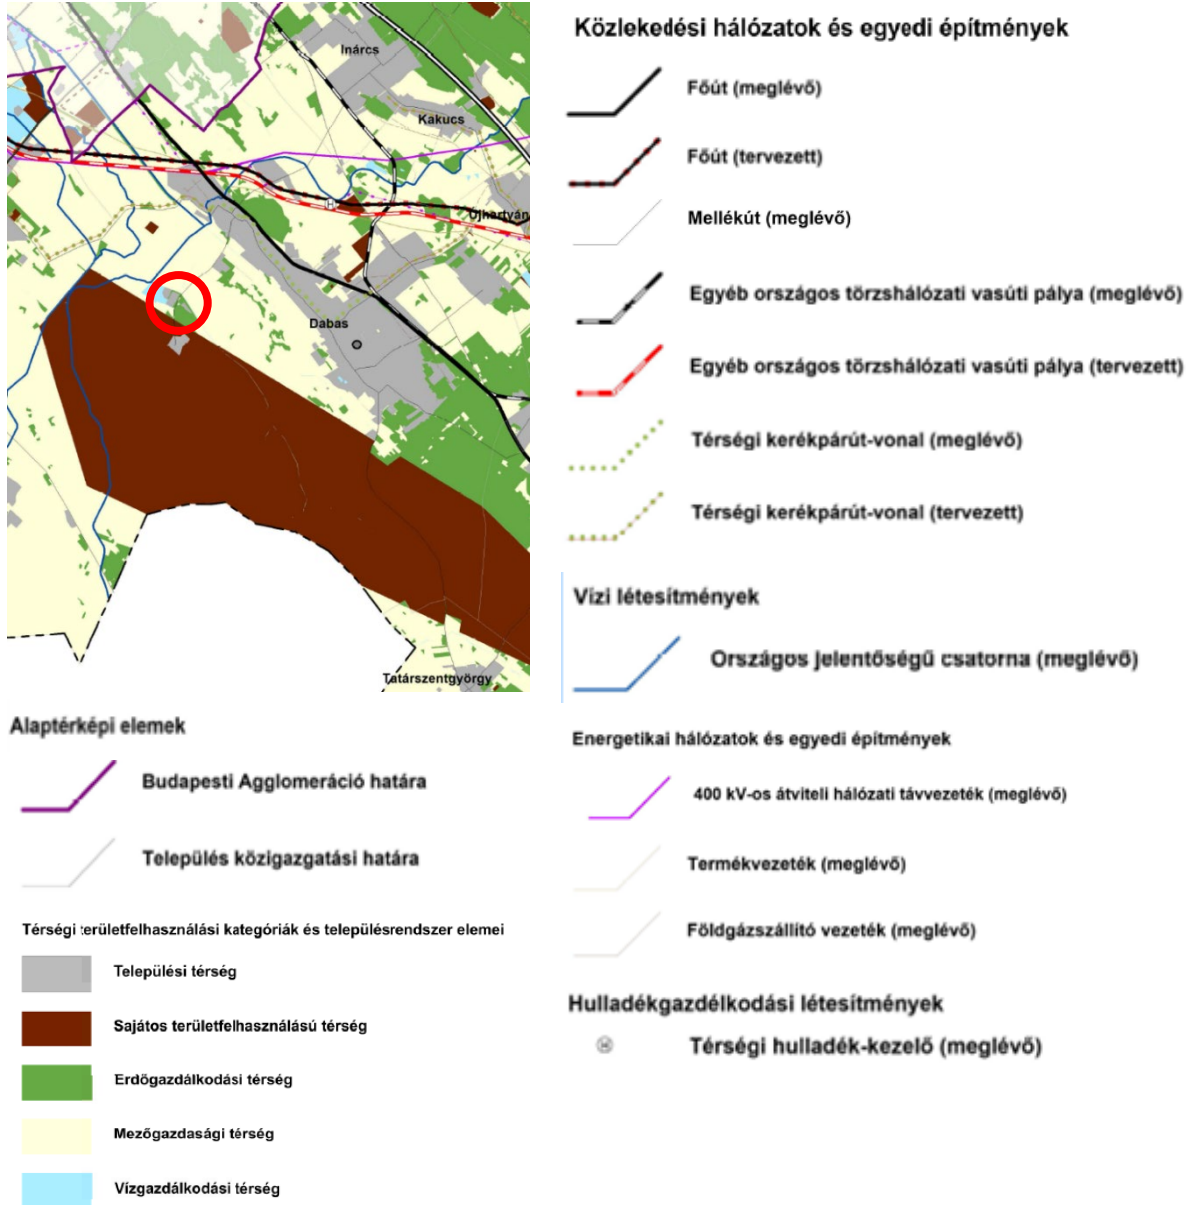 Inárcs
Kakucs
Újhartyán
Dabas
H
Tatárszentgyörgy
Alaptérképi elemek
Budapesti Agglomeráció határa
Település közigazgatási határa
Térségi területfelhasználási kategóriák és településrendszer elemei
Települési térség
Sajátos területfelhasználású térség
Erdőgazdálkodási térség
Mezőgazdasági térség
Vízgazdálkodási térség
Közlekedési hálózatok és egyedi építmények
Főút (meglévő)
Főút (tervezett)
Mellékút (meglévő)
Egyéb országos törzshálózati vasúti pálya (meglévő)
Egyéb országos törzshálózati vasúti pálya (tervezett)
Térségi kerékpárút-vonal (meglévő)
Térségi kerékpárút-vonal (tervezett)
Vízi létesítmények
Országos jelentőségű csatorna (meglévő)
Energetikai hálózatok és egyedi építmények
400 kV-os átviteli hálózati távvezeték (meglévő)
Termékvezeték (meglévő)
Földgázszállító vezeték (meglévő)
Hulladékgazdélkodási létesítmények
H
Térségi hulladék-kezelő (meglévő)